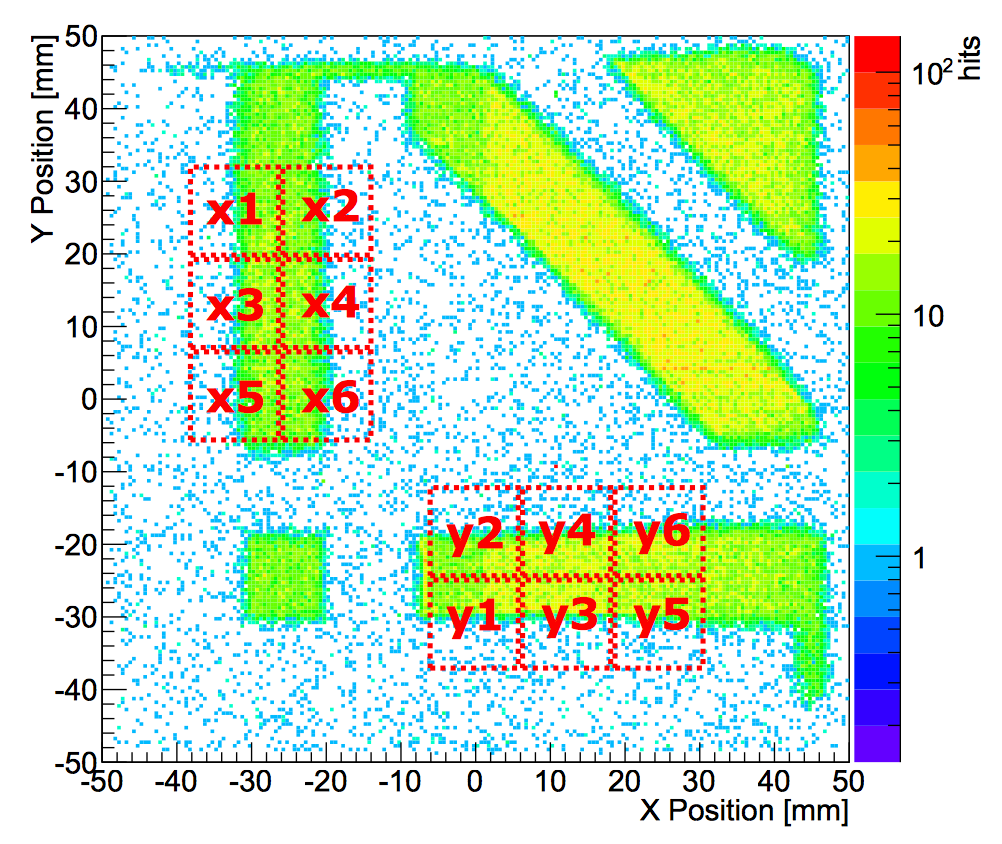 Y Position [mm]
50
40
30
20
10
0
-10
-20
-30
-40
-50
x1 x2
x3 x4
x5 x6
y2 y4 y6
y1 y3 y5
-50 -40 -30 -20 -10 0 10 20 30 40 50
X Position [mm]
hits
10²
10
1